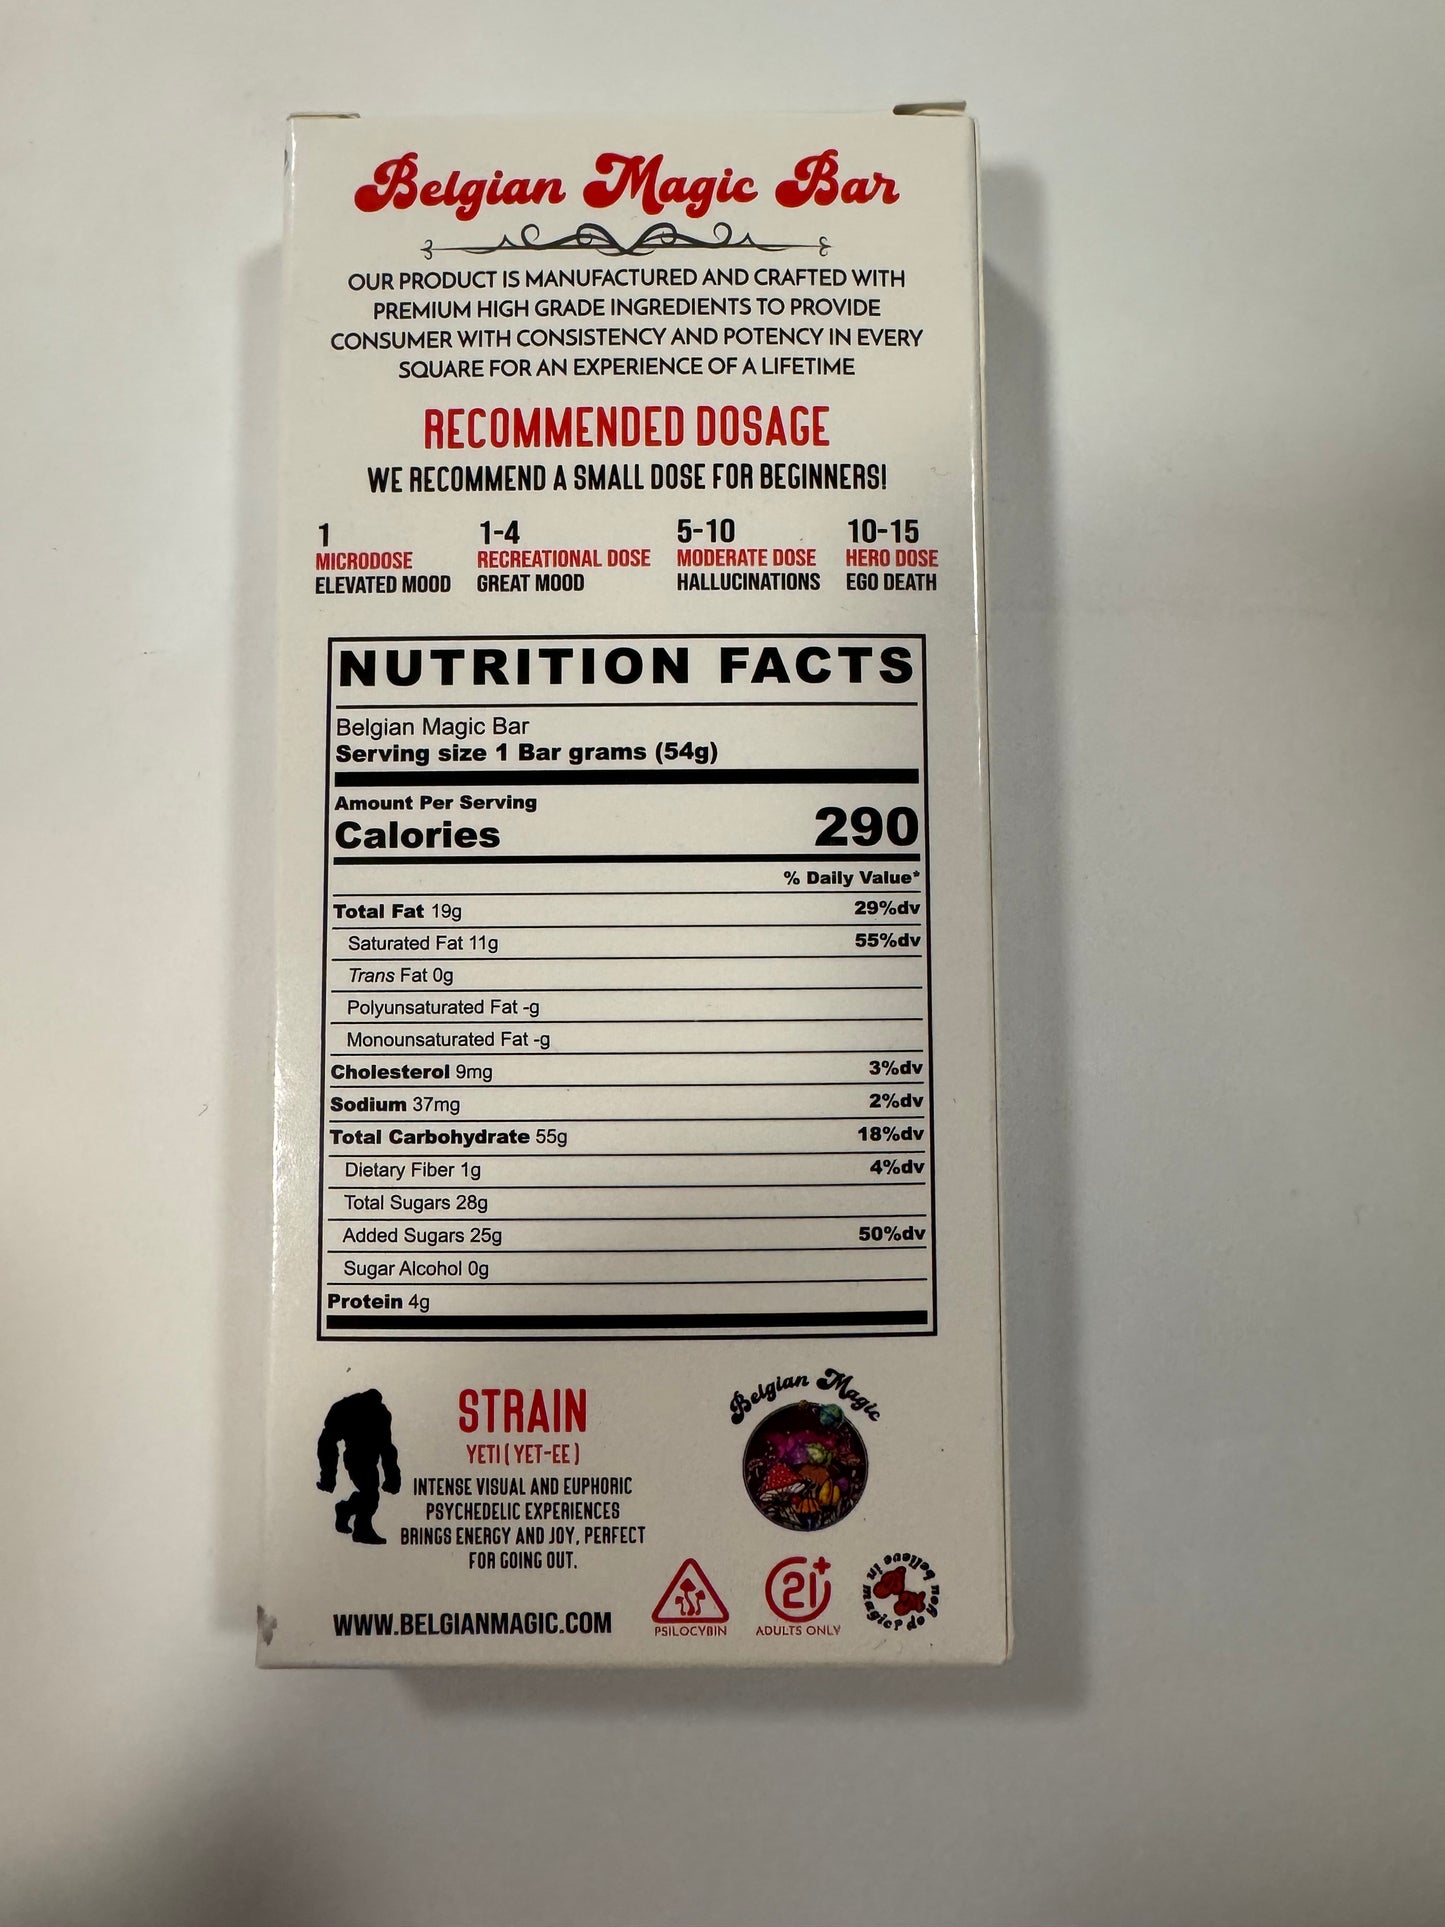 Belgian Magic Bar
OUR PRODUCT IS MANUFACTURED AND CRAFTED WITH
PREMIUM HIGH GRADE INGREDIENTS TO PROVIDE
CONSUMER WITH CONSISTENCY AND POTENCY IN EVERY
SQUARE FOR AN EXPERIENCE OF A LIFETIME
RECOMMENDED DOSAGE
WE RECOMMEND A SMALL DOSE FOR BEGINNERS!
1
MICRODOSE
ELEVATED MOOD
1-4
RECREATIONAL DOSE
GREAT MOOD
5-10
MODERATE DOSE
HALLUCINATIONS
10-15
HERO DOSE
EGO DEATH
NUTRITION FACTS
Belgian Magic Bar
Serving size 1 Bar grams (54g)
Amount Per Serving
Calories 290
% Daily Value*
Total Fat 19g 29%dv
Saturated Fat 11g 55%dv
Trans Fat 0g
Polyunsaturated Fat -g
Monounsaturated Fat -g
Cholesterol 9mg 3%dv
Sodium 37mg 2%dv
Total Carbohydrate 55g 18%dv
Dietary Fiber 1g 4%dv
Total Sugars 28g
Added Sugars 25g 50%dv
Sugar Alcohol 0g
Protein 4g
STRAIN
YETI ( YET-EE )
INTENSE VISUAL AND EUPHORIC
PSYCHEDELIC EXPERIENCES
BRINGS ENERGY AND JOY, PERFECT
FOR GOING OUT.
WWW.BELGIANMAGIC.COM
Belgian Magic
PSILOCYBIN
21+
ADULTS ONLY
do you believe in magic?
BM